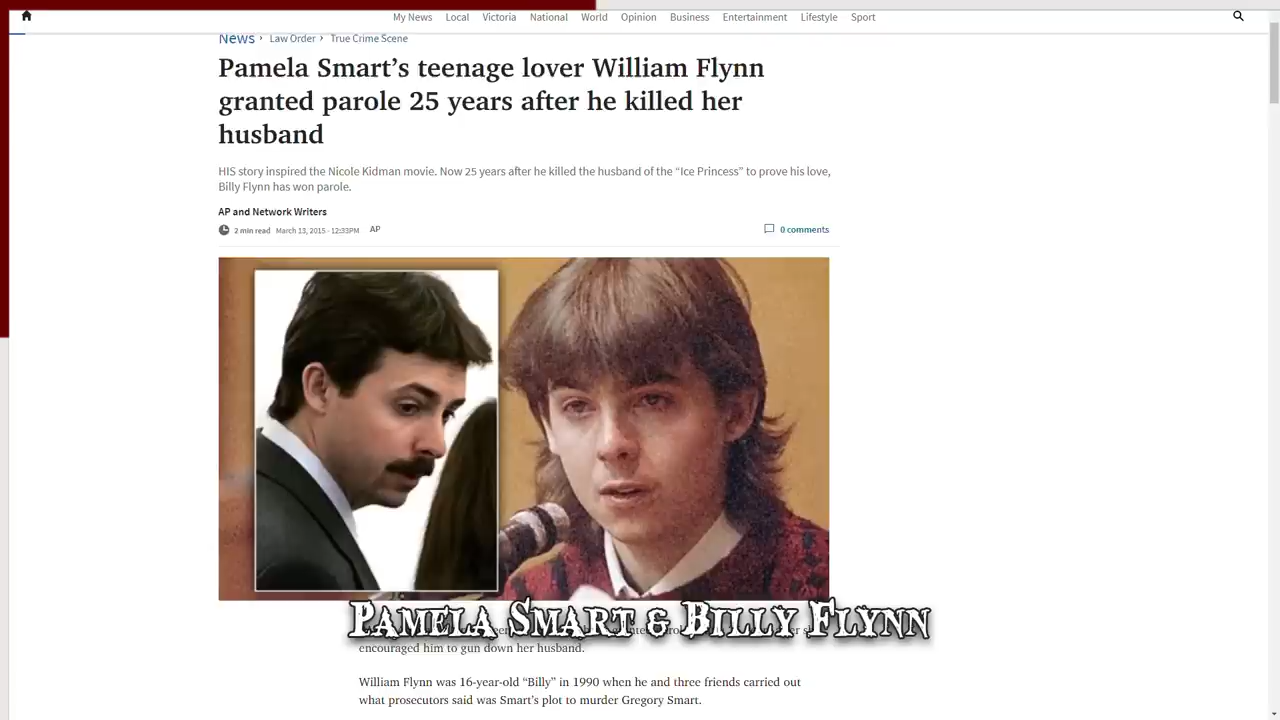 My News Local Victoria National World Opinion Business Entertainment Lifestyle Sport
News › Law Order › True Crime Scene
Pamela Smart’s teenage lover William Flynn
granted parole 25 years after he killed her
husband
HIS story inspired the Nicole Kidman movie. Now 25 years after he killed the husband of the “Ice Princess” to prove his love,
Billy Flynn has won parole.
AP and Network Writers
2 min read March 13, 2015 - 12:33PM AP
0 comments
Pamela Smart & Billy Flynn
encouraged him to gun down her husband.
William Flynn was 16-year-old “Billy” in 1990 when he and three friends carried out
what prosecutors said was Smart’s plot to murder Gregory Smart.